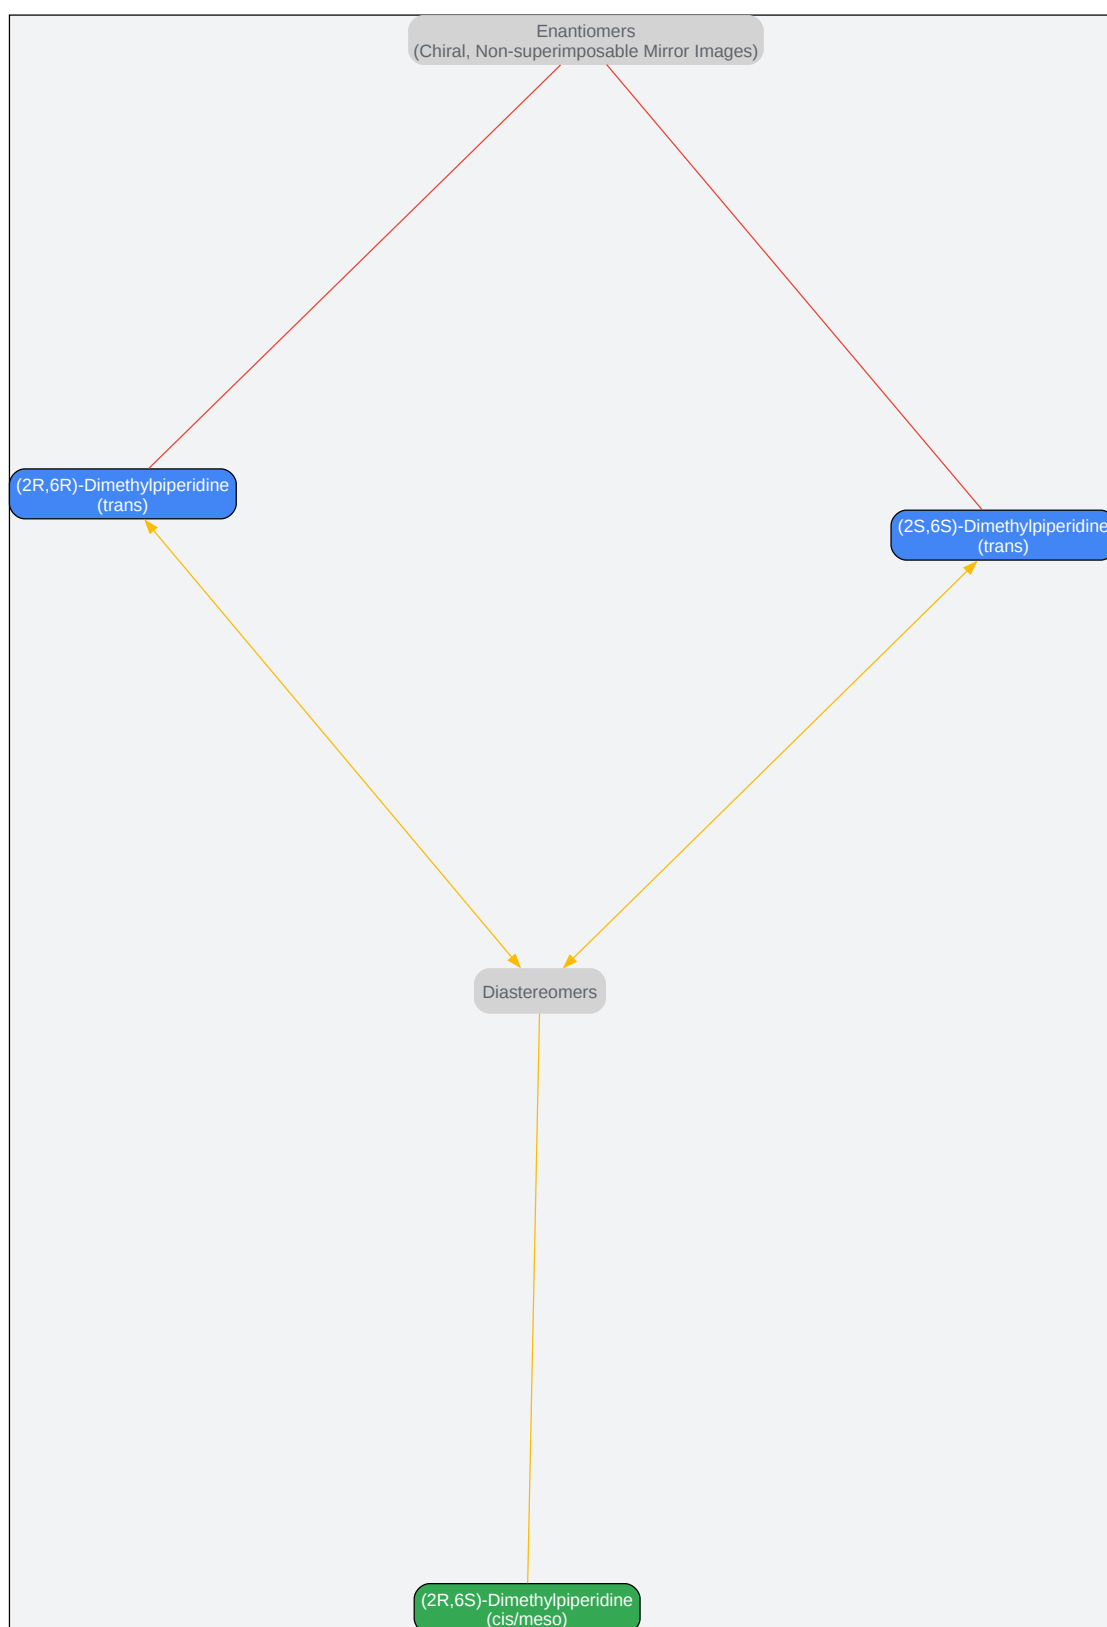 Enantiomers
(Chiral, Non-superimposable Mirror Images)
(2R,6R)-Dimethylpiperidine
(trans)
(2S,6S)-Dimethylpiperidine
(trans)
Diastereomers
(2R,6S)-Dimethylpiperidine
(cis/meso)